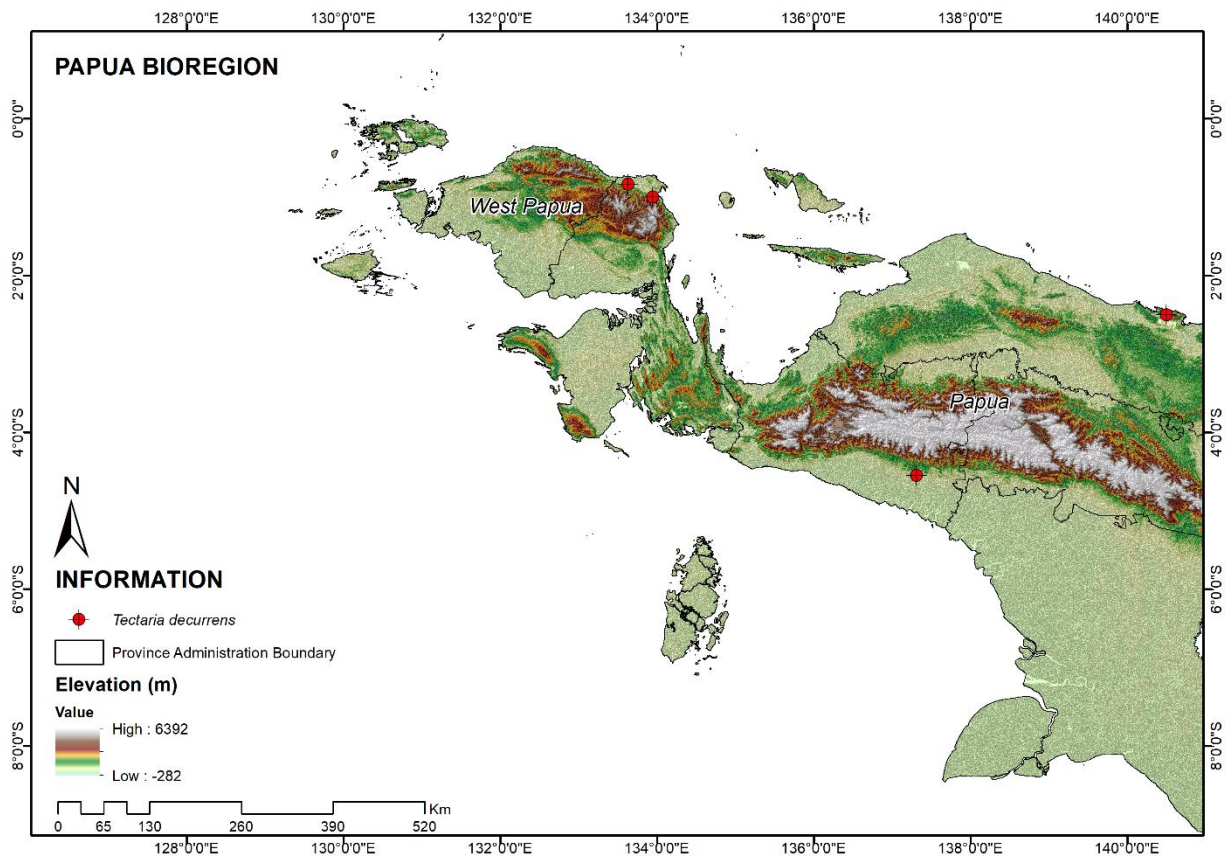 128°0'0"E 130°0'0"E 132°0'0"E 134°0'0"E 136°0'0"E 138°0'0"E 140°0'0"E
PAPUA BIOREGION
0°0'0" 0°0'0"
West Papua
2°0'0"S 2°0'0"S
Papua
4°0'0"S 4°0'0"S
N
INFORMATION
6°0'0"S 6°0'0"S
Tectaria decurrens
Province Administration Boundary
Elevation (m)
Value
High : 6392
8°0'0"S 8°0'0"S
Low : -282
Km
0 65 130 260 390 520
128°0'0"E 130°0'0"E 132°0'0"E 134°0'0"E 136°0'0"E 138°0'0"E 140°0'0"E